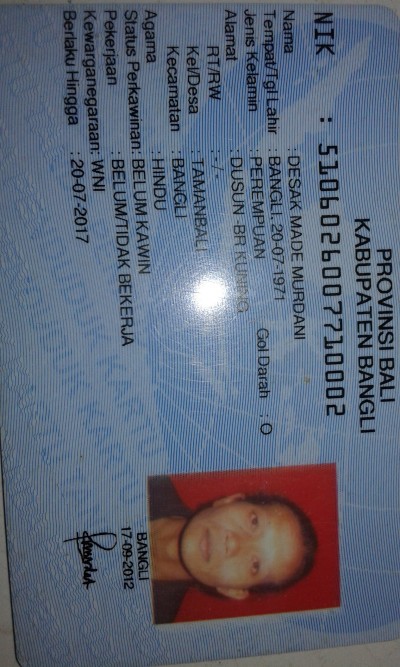 PROVINSI BALI
KABUPATEN BANGLI
NIK : 5106026007710002
Nama : DESAK MADE MURDANI
Tempat/Tgl Lahir : BANGLI, 20-07-1971
Jenis Kelamin : PEREMPUAN Gol Darah : O
Alamat : DUSUN -BR KUNING
RT/RW : -/-
Kel/Desa : TAMANBALI
Kecamatan : BANGLI
Agama : HINDU
Status Perkawinan: BELUM KAWIN
Pekerjaan : BELUM/TIDAK BEKERJA
Kewarganegaraan: WNI
Berlaku Hingga : 20-07-2017
BANGLI
17-09-2012